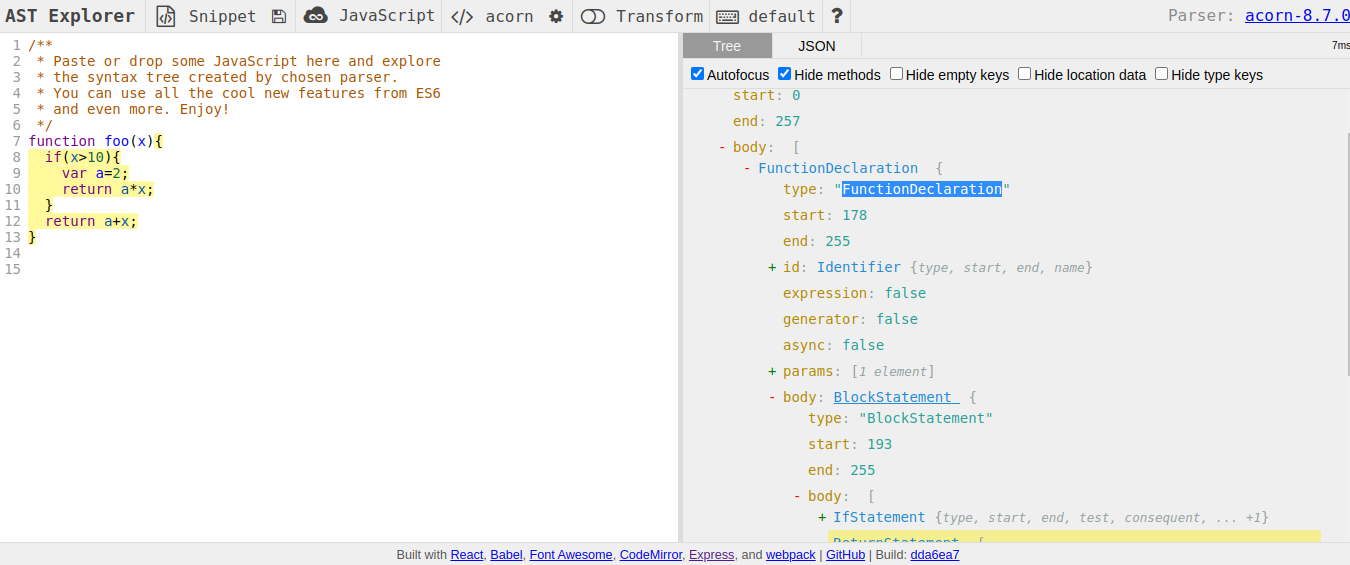 AST Explorer Snippet JavaScript </> acorn Transform default ? Parser: acorn-8.7.0
Tree JSON 7ms
Autofocus Hide methods Hide empty keys Hide location data Hide type keys
1 /**
2  * Paste or drop some JavaScript here and explore
3  * the syntax tree created by chosen parser.
4  * You can use all the cool new features from ES6
5  * and even more. Enjoy!
6  */
7 function foo(x){
8   if(x>10){
9     var a=2;
10     return a*x;
11   }
12   return a+x;
13 }
14
15
start: 0
end: 257
- body: [
- FunctionDeclaration {
type: "FunctionDeclaration"
start: 178
end: 255
+ id: Identifier {type, start, end, name}
expression: false
generator: false
async: false
+ params: [1 element]
- body: BlockStatement {
type: "BlockStatement"
start: 193
end: 255
- body: [
+ IfStatement {type, start, end, test, consequent, ... +1}
ReturnStatement {
Built with React, Babel, Font Awesome, CodeMirror, Express, and webpack | GitHub | Build: dda6ea7